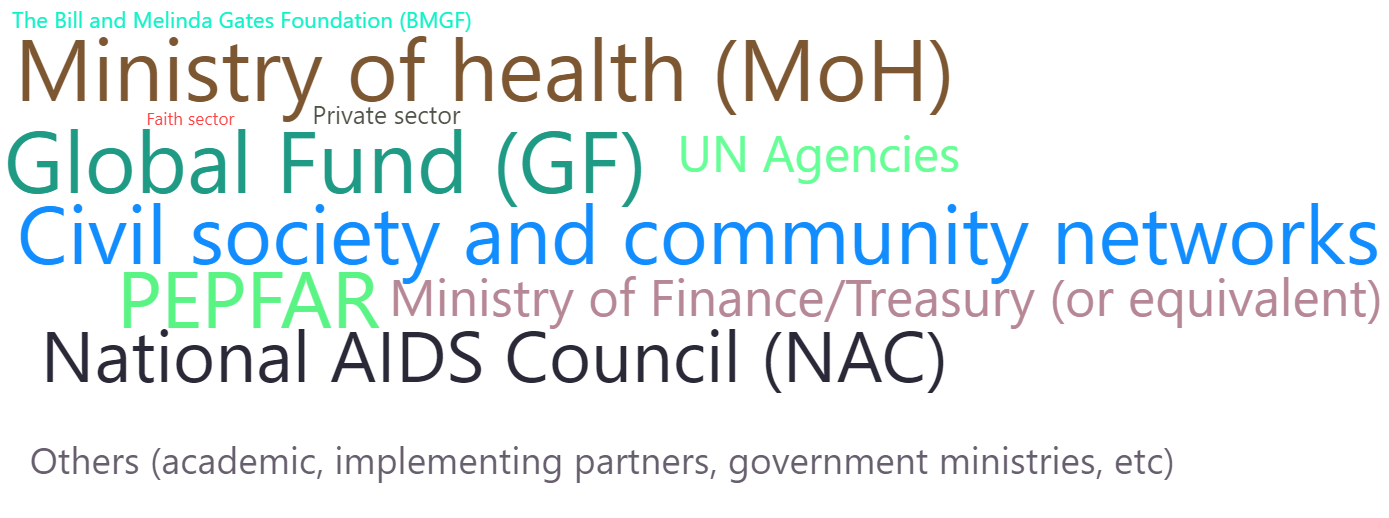 The Bill and Melinda Gates Foundation (BMGF)
Ministry of health (MoH)
Faith sector
Private sector
Global Fund (GF)
UN Agencies
Civil society and community networks
PEPFAR
Ministry of Finance/Treasury (or equivalent)
National AIDS Council (NAC)
Others (academic, implementing partners, government ministries, etc)